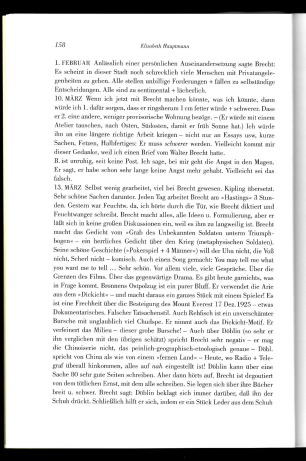 158 Elisabeth Hauptmann
1. FEBRUAR Anlässlich einer persönlichen Auseinandersetzung sagte Brecht:
Es scheint in dieser Stadt noch schrecklich viele Menschen mit Privatangele-
genheiten zu geben. Alle stellen unbillige Forderungen + fällen zu selbständige
Entscheidungen. Alle sind zu sentimental + lächerlich.
10. MÄRZ Wenn ich jetzt mit Brecht machen könnte, was ich könnte, dann
würde ich 1. dafür sorgen, dass er ringsherum 1 cm fetter würde + schwerer. Dass
er 2. eine andere, weniger provisorische Wohnung bezöge. – (Er würde mit einem
Atelier tauschen, nach Osten, Südosten, damit er früh Sonne hat.) Ich würde
ihn an eine längere richtige Arbeit kriegen – nicht nur an Essays usw. kurze
Sachen, Fetzen, Halbfertiges: Er muss schwerer werden. Vielleicht kommt mir
dieser Gedanke, weil ich einen Brief vom Walter Brecht hatte.
B. ist unruhig, seit keine Post. Ich sage, bei mir geht die Angst in den Magen.
Er sagt, er habe schon sehr lange keine Angst mehr gehabt. Vielleicht sei das
falsch.
13. MÄRZ Selbst wenig gearbeitet, viel bei Brecht gewesen. Kipling übersetzt.
Sehr schöne Sachen darunter. Jeden Tag arbeitet Brecht am «Hastings» 3 Stun-
den. Gestern war Feuchtw. da, ich hörte durch die Tür, wie Brecht diktiert und
Feuchtwanger schreibt. Brecht macht alles, alle Ideen u. Formulierung, aber er
läßt sich in keine großen Diskussionen ein, weil es ihm zu langweilig ist. Brecht
macht das Gedicht vom «Grab des Unbekannten Soldaten unterm Triumph-
bogen» – ein herrliches Gedicht über den Krieg (metaphysischen Soldaten).
Seine schöne Geschichte («Pokerspiel + 4 Männer») will der Uhu nicht, die Voß
nicht, Scherl nicht – komisch. Auch einen Song gemacht: You may tell me what
you want me to tell ... Sehr schön. Vor allem viele, viele Gespräche. Über die
Grenzen des Films. Über das gegenwärtige Drama. Es gibt heute nur Bluffs. Es
kommt eine Frage. Bronnens Ostpolzug ist ein purer Bluff. Er verwendet die Arie
aus dem «Dickicht» – und macht daraus ein ganzes Stück mit einem Spieler! Es
ist eine Frechheit über die Besteigung des Mount Everest 17 Dez. 1925 – etwas
Dokumentarisches. Falscher Tatsachenstil. Auch Rehfisch ist ein unverschämter
Bursche mit unglaublich viel Chuzpe. Er nimmt auch das Dickicht-Motiv. Er
verfeinert das Milieu – dieser grobe Bursche! – Auch über Döblin (so sehr er
ihn verglichen mit den übrigen schätzt) spricht Brecht sehr negativ – er mag
die Chinoiserie nicht, das peinlich-geographisch-etnologisch genaue – Döbl.
spricht von China als wie von einem «fernen Land» – Heute, wo Radio + Tele-
graf überall hinkommen, alles auf nah eingestellt ist! Döblin kann über eine
Sache 80 sehr gute Seiten schreiben. Aber dann hörts auf. Brecht ist degoutiert
von dem tötlichen Ernst, mit dem alle schreiben. Sie legen sich über ihre Bücher
breit u. schwer. Brecht sagt: Döblin beklagt sich immer darüber, daß ihn der
Schuh drückt. Schließlich hilft er sich, indem er ein Stück Leder aus dem Schuh